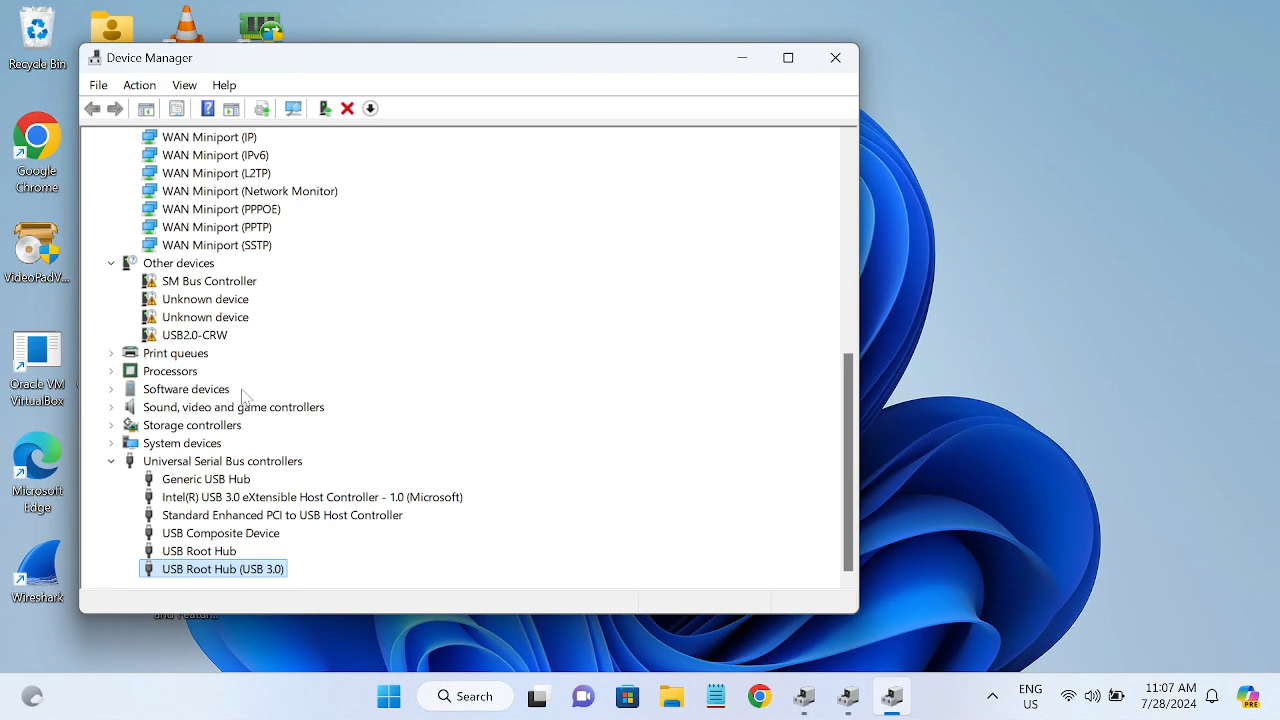 Recycle Bin
Google
Chrome
VideoPadV...
Oracle VM
VirtualBox
Microsoft
Edge
Wireshark
and Featur...
Device Manager
File Action View Help
WAN Miniport (IP)
WAN Miniport (IPv6)
WAN Miniport (L2TP)
WAN Miniport (Network Monitor)
WAN Miniport (PPPOE)
WAN Miniport (PPTP)
WAN Miniport (SSTP)
Other devices
SM Bus Controller
Unknown device
Unknown device
USB2.0-CRW
Print queues
Processors
Software devices
Sound, video and game controllers
Storage controllers
System devices
Universal Serial Bus controllers
Generic USB Hub
Intel(R) USB 3.0 eXtensible Host Controller - 1.0 (Microsoft)
Standard Enhanced PCI to USB Host Controller
USB Composite Device
USB Root Hub
USB Root Hub (USB 3.0)
Search
ENG
US
11:07 AM
7/28/2024
PRE